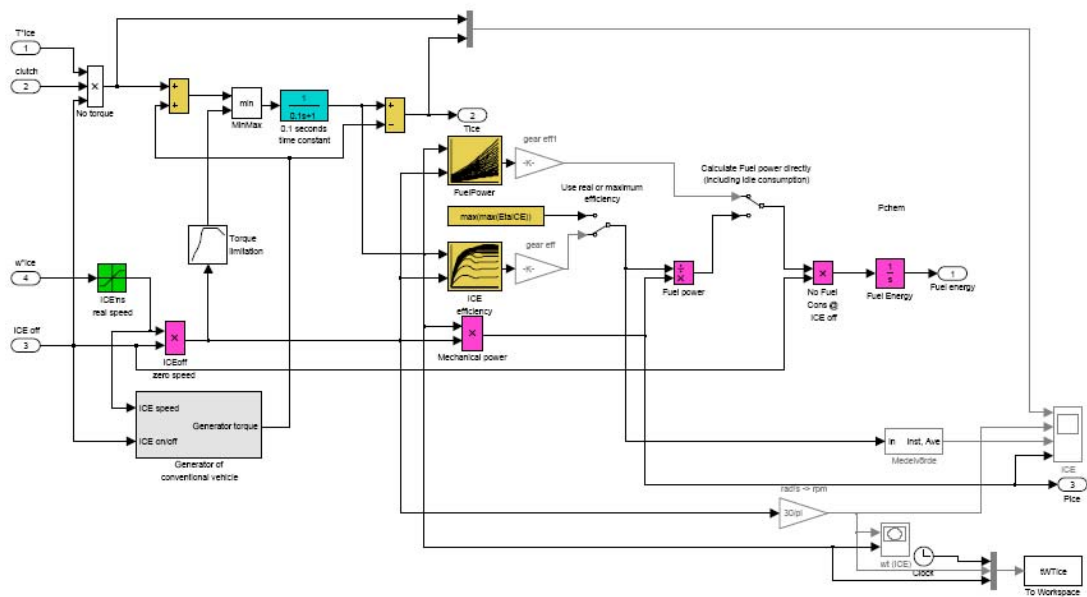 T*Ice
1
clutch
2
×
No torque
+
+
min
MinMax
1
0.1s+1
0.1 seconds
time constant
+
−
2
Tice
FuelPower
gear eff1
-K-
Use real or maximum
efficiency
Calculate Fuel power directly
(including idle consumption)
max(max(EtaICE))
gear eff
-K-
ICE
efficiency
Torque
limitation
w*Ice
4
ICE'ns
real speed
ICE off
3
×
ICEoff
zero speed
×
Mechanical power
÷
×
Fuel power
×
No Fuel
Cons @
ICE off
Pchem
1
s
Fuel Energy
1
Fuel energy
ICE speed
Generator torque
ICE on/off
Generator of
conventional vehicle
In
Inst, Ave
Medelvörde
ICE
3
Pice
rad/s -> rpm
30/pi
wt (ICE)
Clock
tWTice
To Workspace